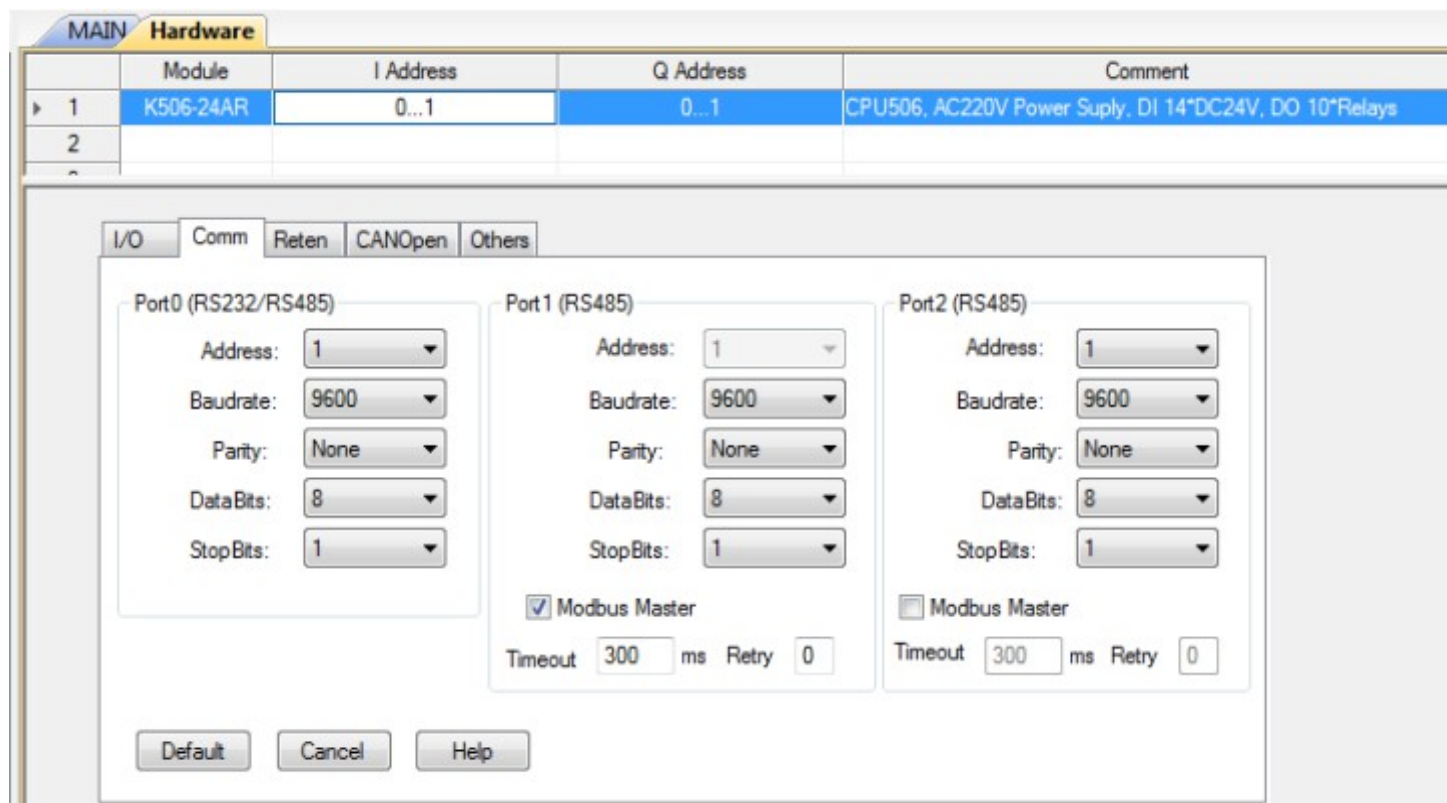 MAIN Hardware
Module I Address Q Address Comment
1 K506-24AR 0...1 0...1 CPU506, AC220V Power Suply, DI 14*DC24V, DO 10*Relays
2
I/O Comm Reten CANOpen Others
Port0 (RS232/RS485) Port1 (RS485) Port2 (RS485)
Address: 1 Address: 1 Address: 1
Baudrate: 9600 Baudrate: 9600 Baudrate: 9600
Parity: None Parity: None Parity: None
DataBits: 8 DataBits: 8 DataBits: 8
StopBits: 1 StopBits: 1 StopBits: 1
Modbus Master Modbus Master
Timeout 300 ms Retry 0 Timeout 300 ms Retry 0
Default Cancel Help